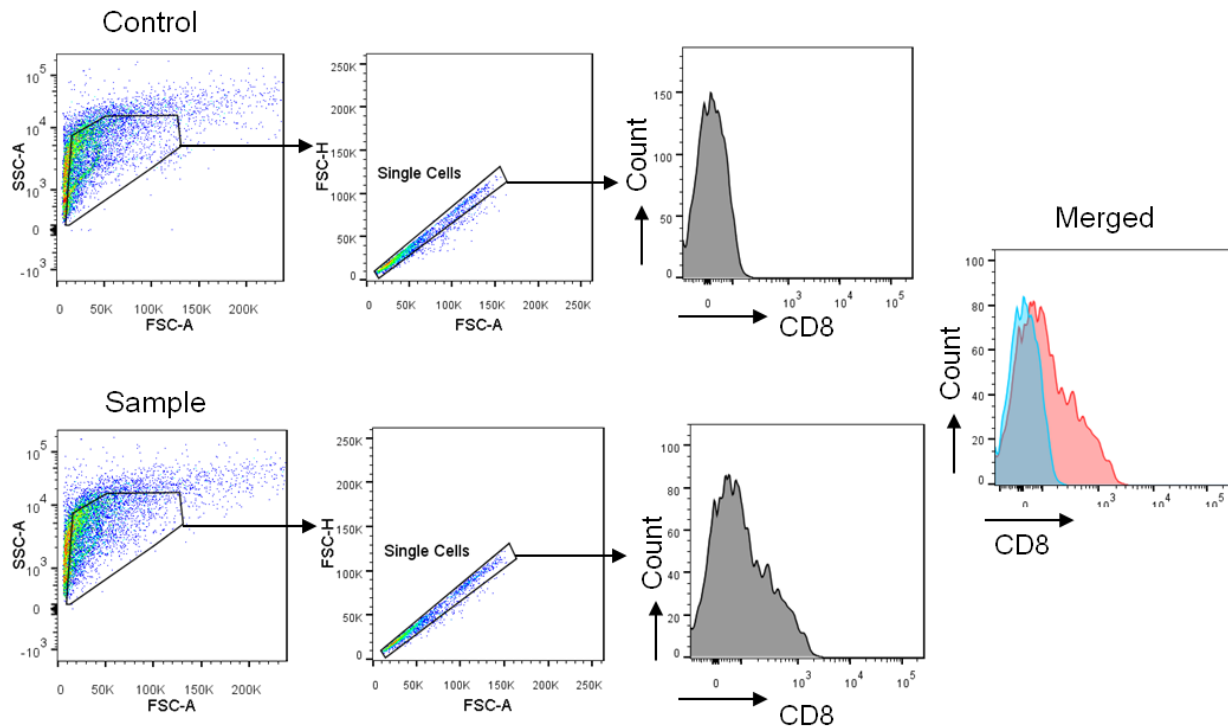 Control
10^5
10^4
10^3
0
-10^3
SSC-A
0 50K 100K 150K 200K
FSC-A
250K
200K
150K
100K
50K
0
FSC-H
Single Cells
0 50K 100K 150K 200K 250K
FSC-A
150
100
50
0
Count
0 10^3 10^4 10^5
CD8
Merged
100
80
60
40
20
0
Count
0 10^3 10^4 10^5
CD8
Sample
10^5
10^4
10^3
0
-10^3
SSC-A
0 50K 100K 150K 200K
FSC-A
250K
200K
150K
100K
50K
0
FSC-H
Single Cells
0 50K 100K 150K 200K 250K
FSC-A
100
80
60
40
20
0
Count
0 10^3 10^4 10^5
CD8